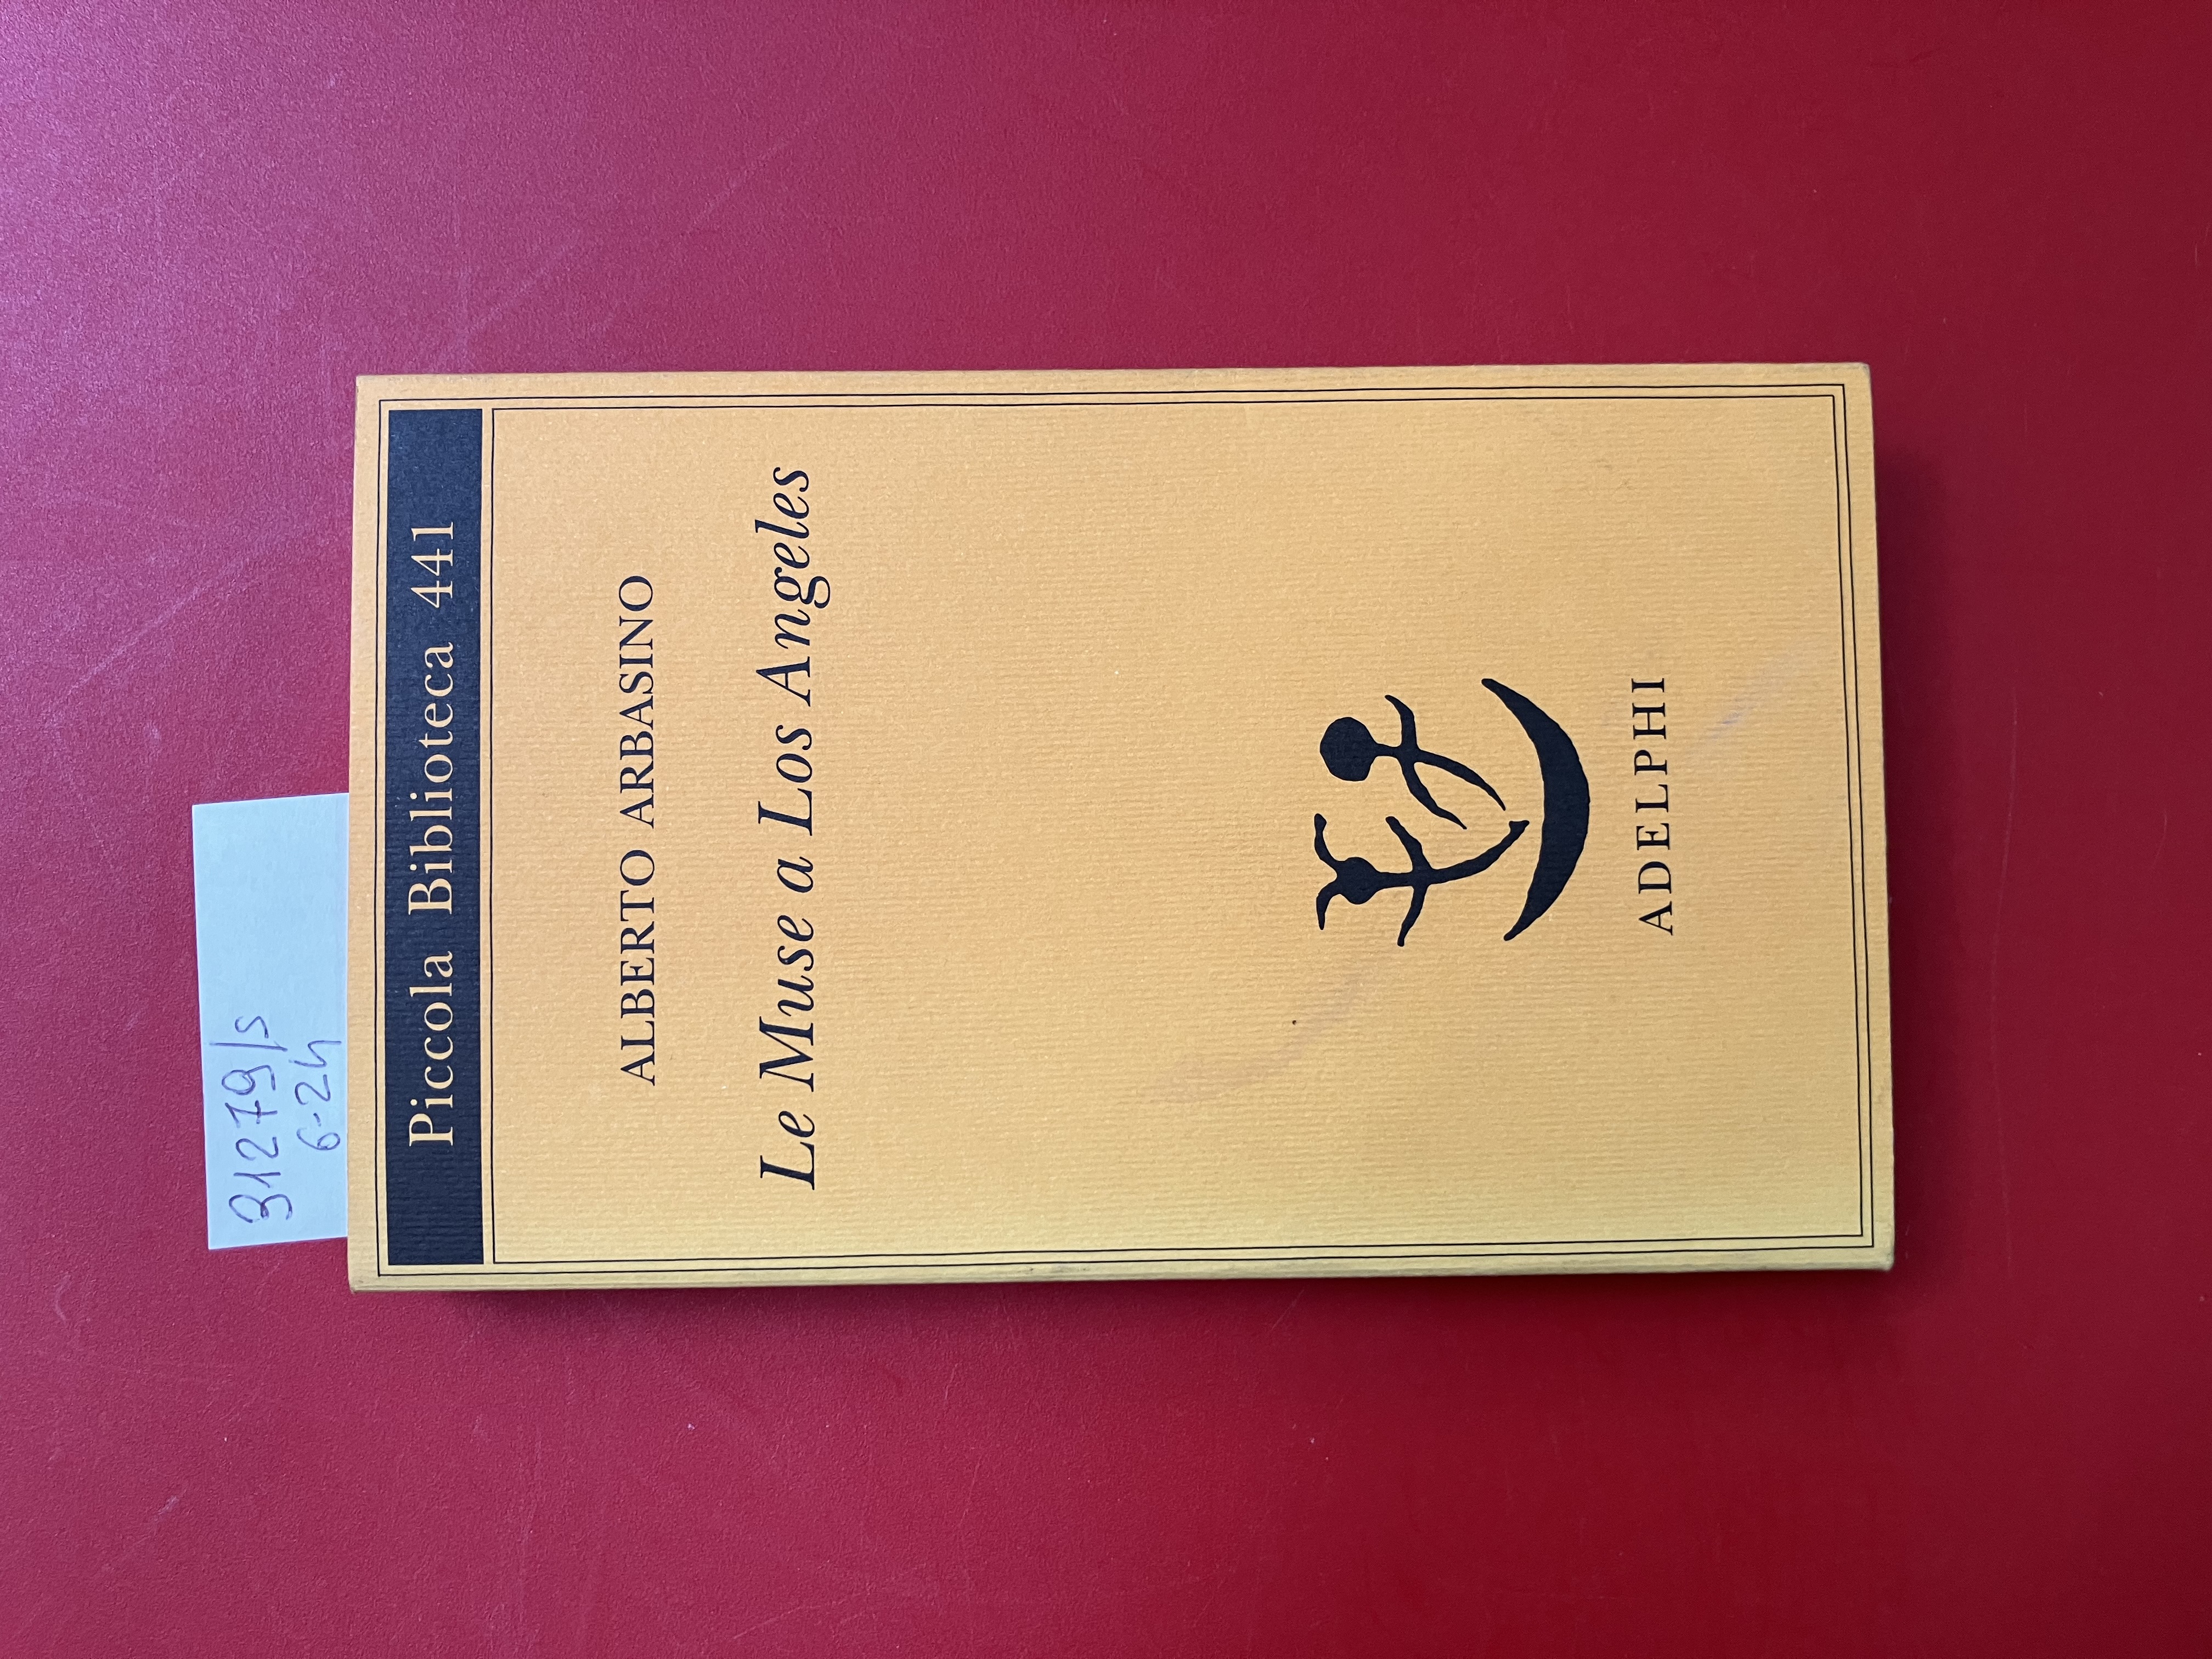 31279/s
6-24
Piccola Biblioteca 441
ALBERTO ARBASINO
Le Muse a Los Angeles
ADELPHI